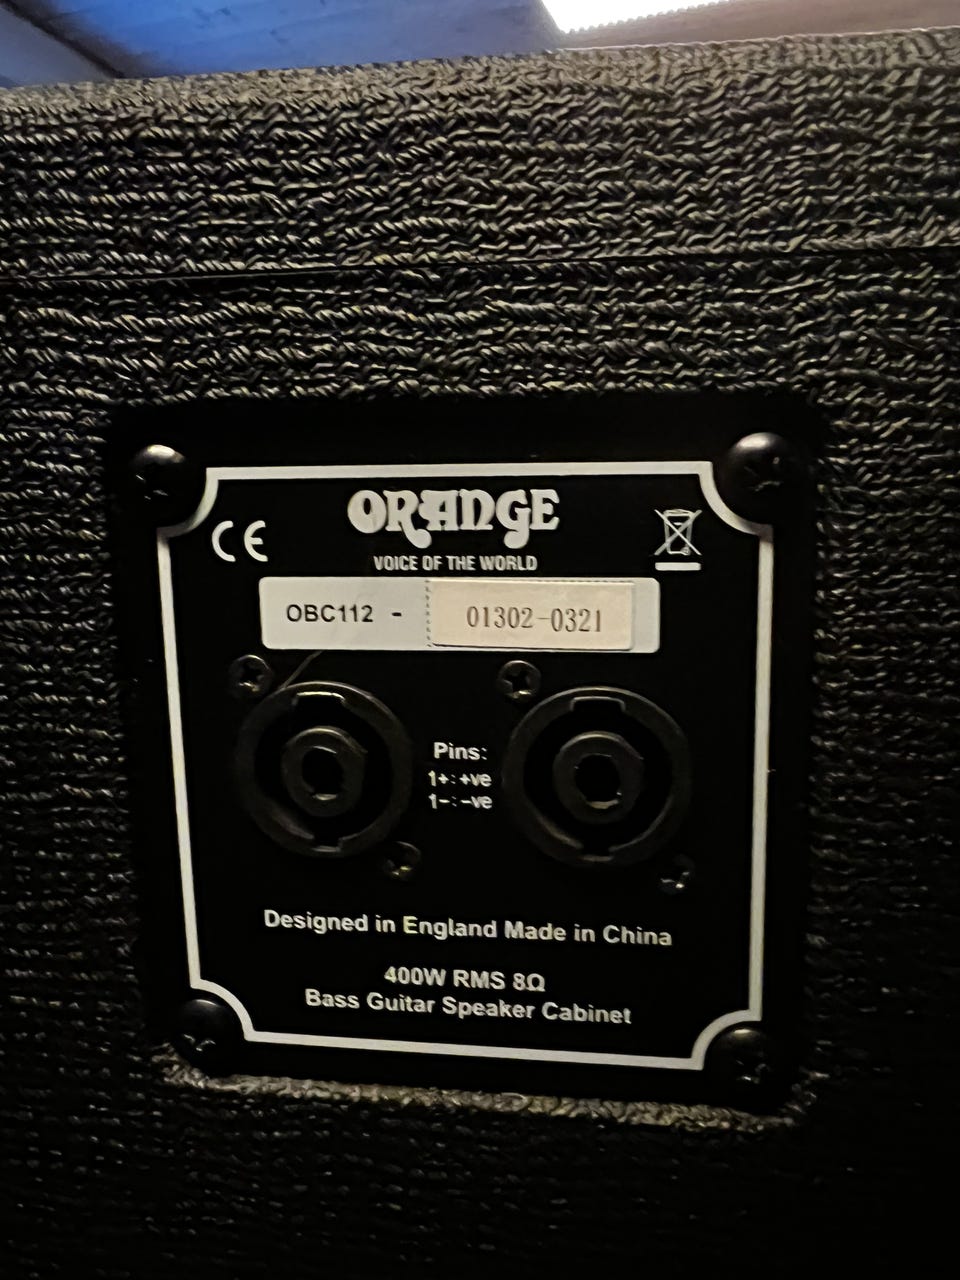 ORANGE
CE
VOICE OF THE WORLD
OBC112 - 01302-0321
Pins:
1+: +ve
1-: -ve
Designed in England Made in China
400W RMS 8Ω
Bass Guitar Speaker Cabinet